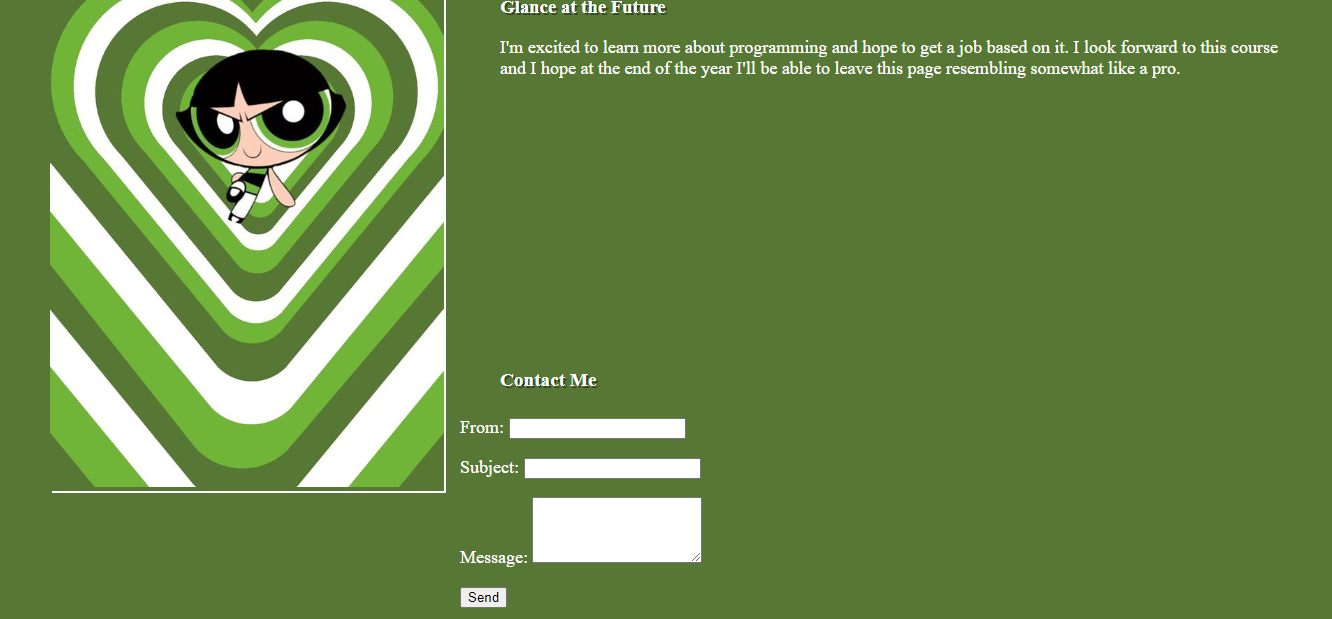 Glance at the Future
I'm excited to learn more about programming and hope to get a job based on it. I look forward to this course
and I hope at the end of the year I'll be able to leave this page resembling somewhat like a pro.
Contact Me
From:
Subject:
Message:
Send